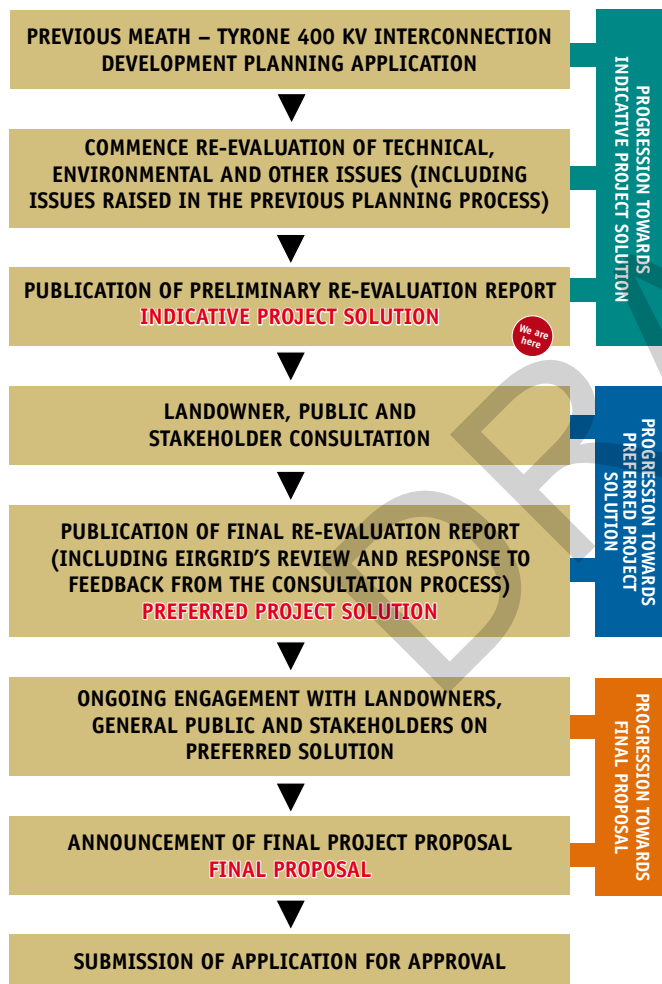 PREVIOUS MEATH – TYRONE 400 KV INTERCONNECTION
DEVELOPMENT PLANNING APPLICATION
COMMENCE RE-EVALUATION OF TECHNICAL,
ENVIRONMENTAL AND OTHER ISSUES (INCLUDING
ISSUES RAISED IN THE PREVIOUS PLANNING PROCESS)
PUBLICATION OF PRELIMINARY RE-EVALUATION REPORT
INDICATIVE PROJECT SOLUTION
We are
here
PROGRESSION TOWARDS
INDICATIVE PROJECT SOLUTION
LANDOWNER, PUBLIC AND
STAKEHOLDER CONSULTATION
PUBLICATION OF FINAL RE-EVALUATION REPORT
(INCLUDING EIRGRID'S REVIEW AND RESPONSE TO
FEEDBACK FROM THE CONSULTATION PROCESS)
PREFERRED PROJECT SOLUTION
PROGRESSION TOWARDS
PREFERRED PROJECT
SOLUTION
ONGOING ENGAGEMENT WITH LANDOWNERS,
GENERAL PUBLIC AND STAKEHOLDERS ON
PREFERRED SOLUTION
ANNOUNCEMENT OF FINAL PROJECT PROPOSAL
FINAL PROPOSAL
PROGRESSION TOWARDS
FINAL PROPOSAL
SUBMISSION OF APPLICATION FOR APPROVAL